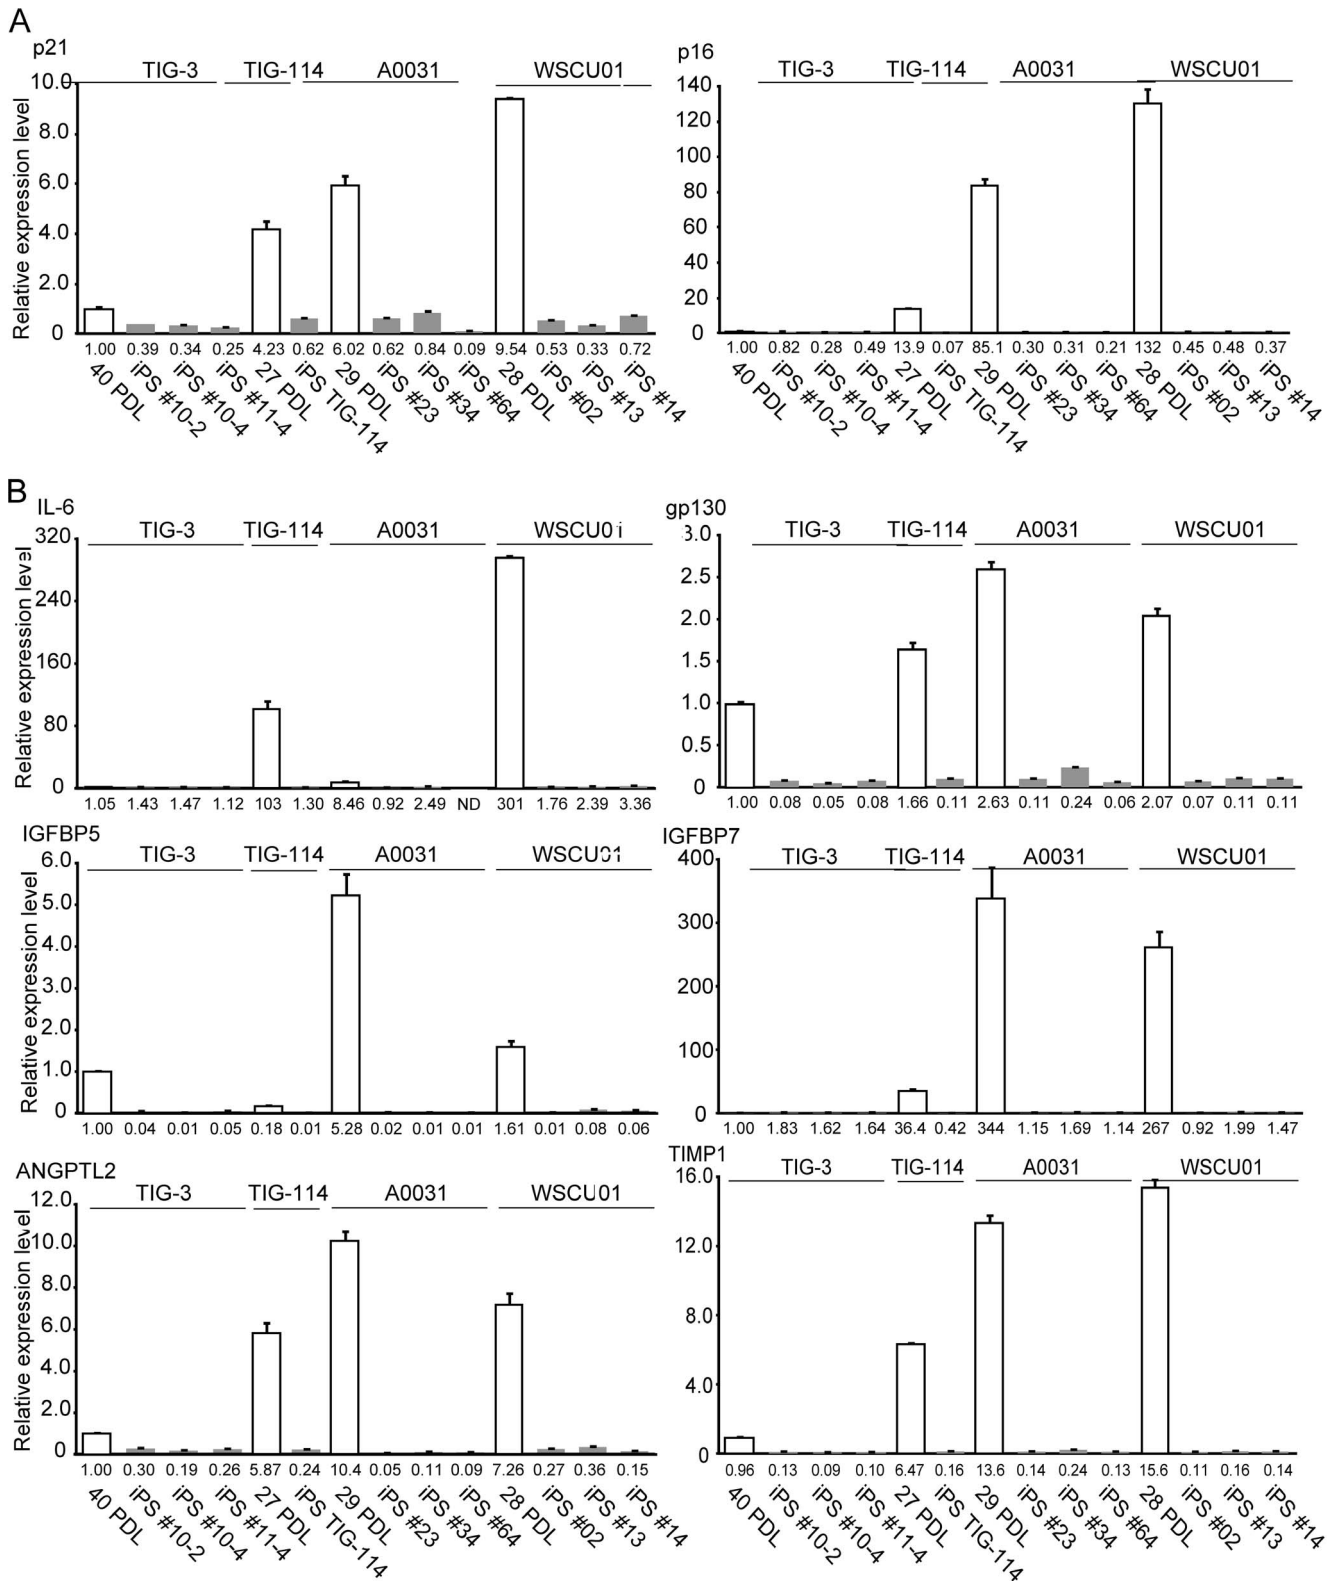 A
p21
TIG-3 TIG-114 A0031 WSCU01
Relative expression level
10.0
8.0
6.0
4.0
2.0
0
1.00 0.39 0.34 0.25 4.23 0.62 6.02 0.62 0.84 0.09 9.54 0.53 0.33 0.72
40 PDL iPS #10-2 iPS #10-4 iPS #11-4 27 PDL iPS TIG-114 29 PDL iPS #23 iPS #34 iPS #64 28 PDL iPS #02 iPS #13 iPS #14
p16
TIG-3 TIG-114 A0031 WSCU01
140
120
100
80
60
40
20
0
1.00 0.82 0.28 0.49 13.9 0.07 85.1 0.30 0.31 0.21 132 0.45 0.48 0.37
40 PDL iPS #10-2 iPS #10-4 iPS #11-4 27 PDL iPS TIG-114 29 PDL iPS #23 iPS #34 iPS #64 28 PDL iPS #02 iPS #13 iPS #14
B
IL-6
TIG-3 TIG-114 A0031 WSCU01
Relative expression level
320
240
160
80
0
1.05 1.43 1.47 1.12 103 1.30 8.46 0.92 2.49 ND 301 1.76 2.39 3.36
gp130
TIG-3 TIG-114 A0031 WSCU01
3.0
2.5
2.0
1.5
1.0
0.5
0
1.00 0.08 0.05 0.08 1.66 0.11 2.63 0.11 0.24 0.06 2.07 0.07 0.11 0.11
IGFBP5
TIG-3 TIG-114 A0031 WSCU01
Relative expression level
6.0
5.0
4.0
3.0
2.0
1.0
0
1.00 0.04 0.01 0.05 0.18 0.01 5.28 0.02 0.01 0.01 1.61 0.01 0.08 0.06
IGFBP7
TIG-3 TIG-114 A0031 WSCU01
400
300
200
100
0
1.00 1.83 1.62 1.64 36.4 0.42 344 1.15 1.69 1.14 267 0.92 1.99 1.47
ANGPTL2
TIG-3 TIG-114 A0031 WSCU01
Relative expression level
12.0
10.0
8.0
6.0
4.0
2.0
0
1.00 0.30 0.19 0.26 5.87 0.24 10.4 0.05 0.11 0.09 7.26 0.27 0.36 0.15
40 PDL iPS #10-2 iPS #10-4 iPS #11-4 27 PDL iPS TIG-114 29 PDL iPS #23 iPS #34 iPS #64 28 PDL iPS #02 iPS #13 iPS #14
TIMP1
TIG-3 TIG-114 A0031 WSCU01
16.0
12.0
8.0
4.0
0
0.96 0.13 0.09 0.10 6.47 0.16 13.6 0.14 0.24 0.13 15.6 0.11 0.16 0.14
40 PDL iPS #10-2 iPS #10-4 iPS #11-4 27 PDL iPS TIG-114 29 PDL iPS #23 iPS #34 iPS #64 28 PDL iPS #02 iPS #13 iPS #14